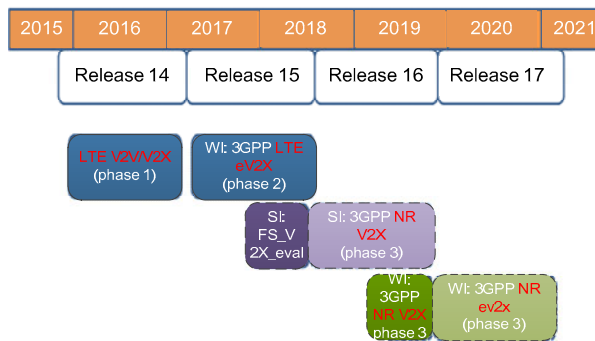 2015 2016 2017 2018 2019 2020 2021
Release 14 Release 15 Release 16 Release 17
LTE V2V/V2X
(phase 1)
WI: 3GPP LTE
eV2X
(phase 2)
SI:
FS_V
2X_eval
SI: 3GPP NR
V2X
(phase 3)
WI:
3GPP
NR V2X
phase 3
WI: 3GPP NR
ev2x
(phase 3)